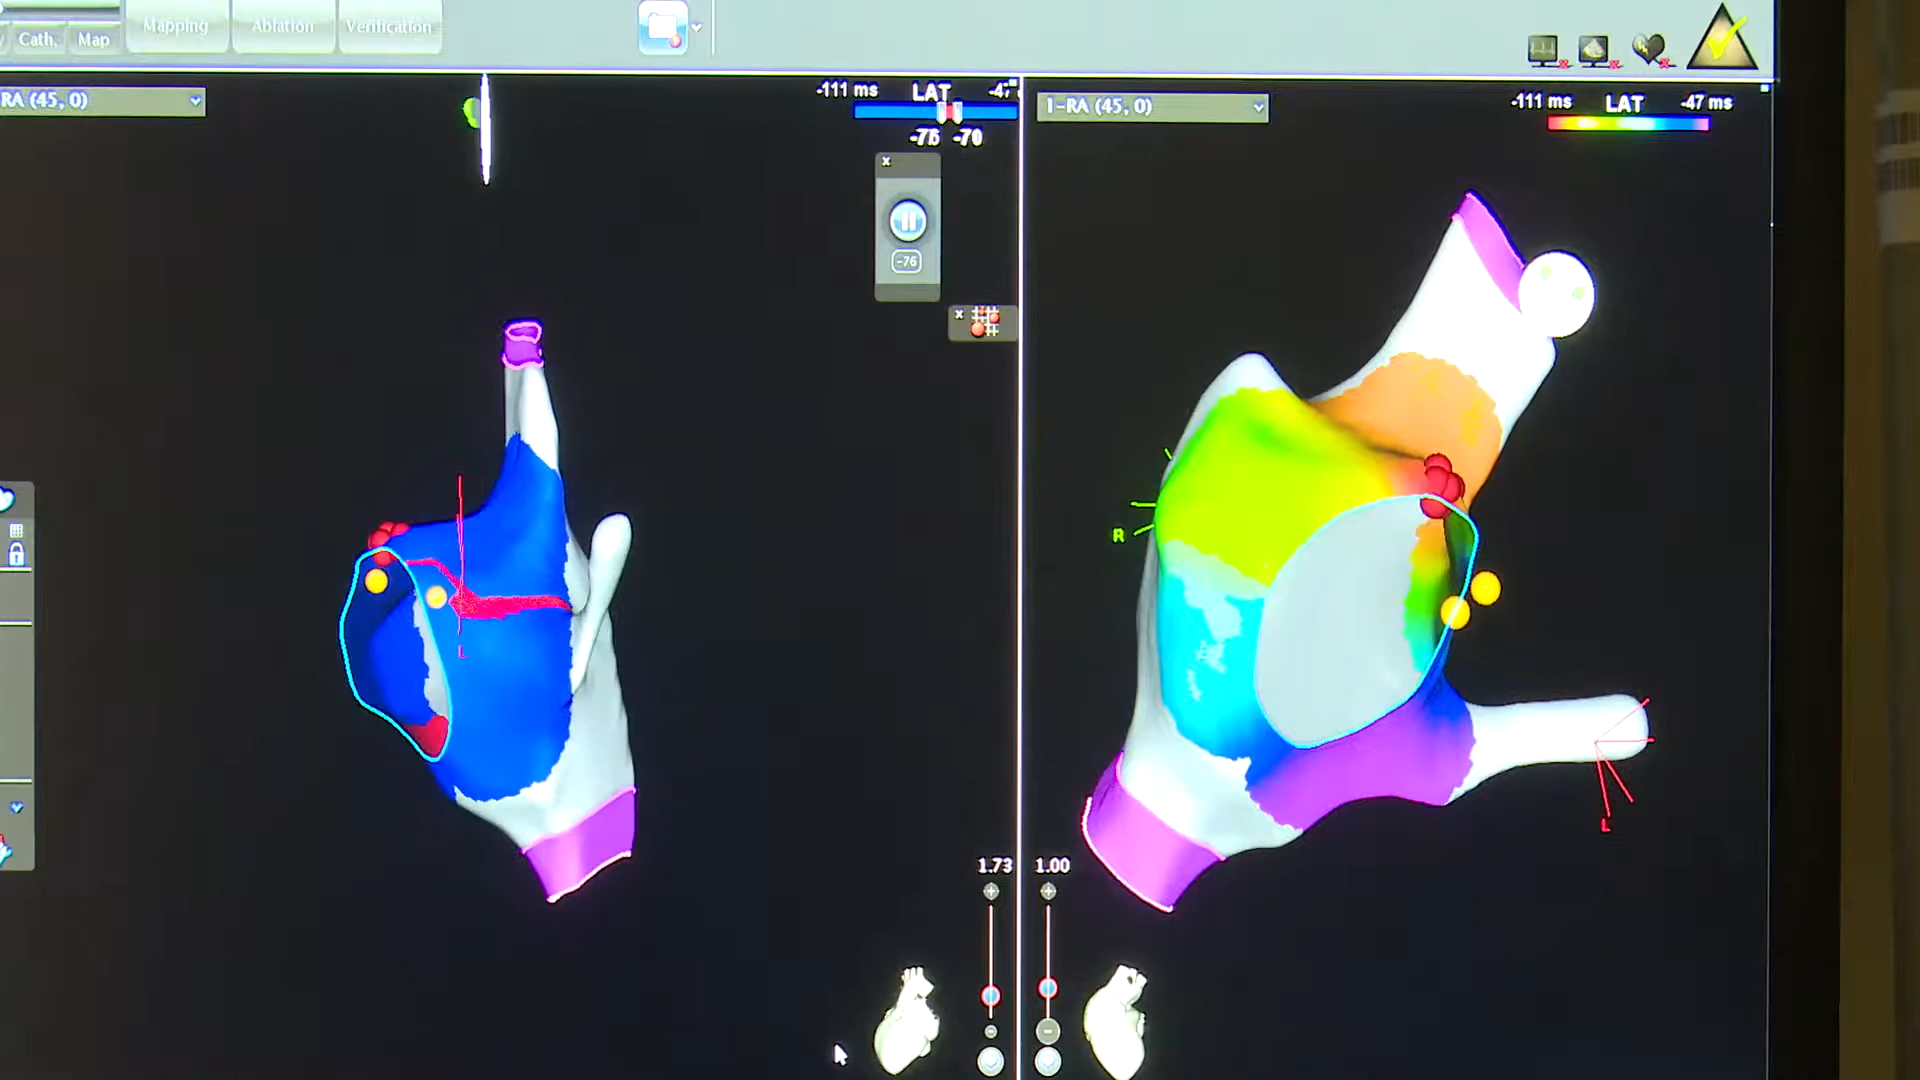 Cath. Map Mapping Ablation Verification
RA (45, 0)
-111 ms LAT
-76 -70
-76
1-RA (45, 0)
-111 ms LAT -47 ms
R
L
L
1.73
1.00